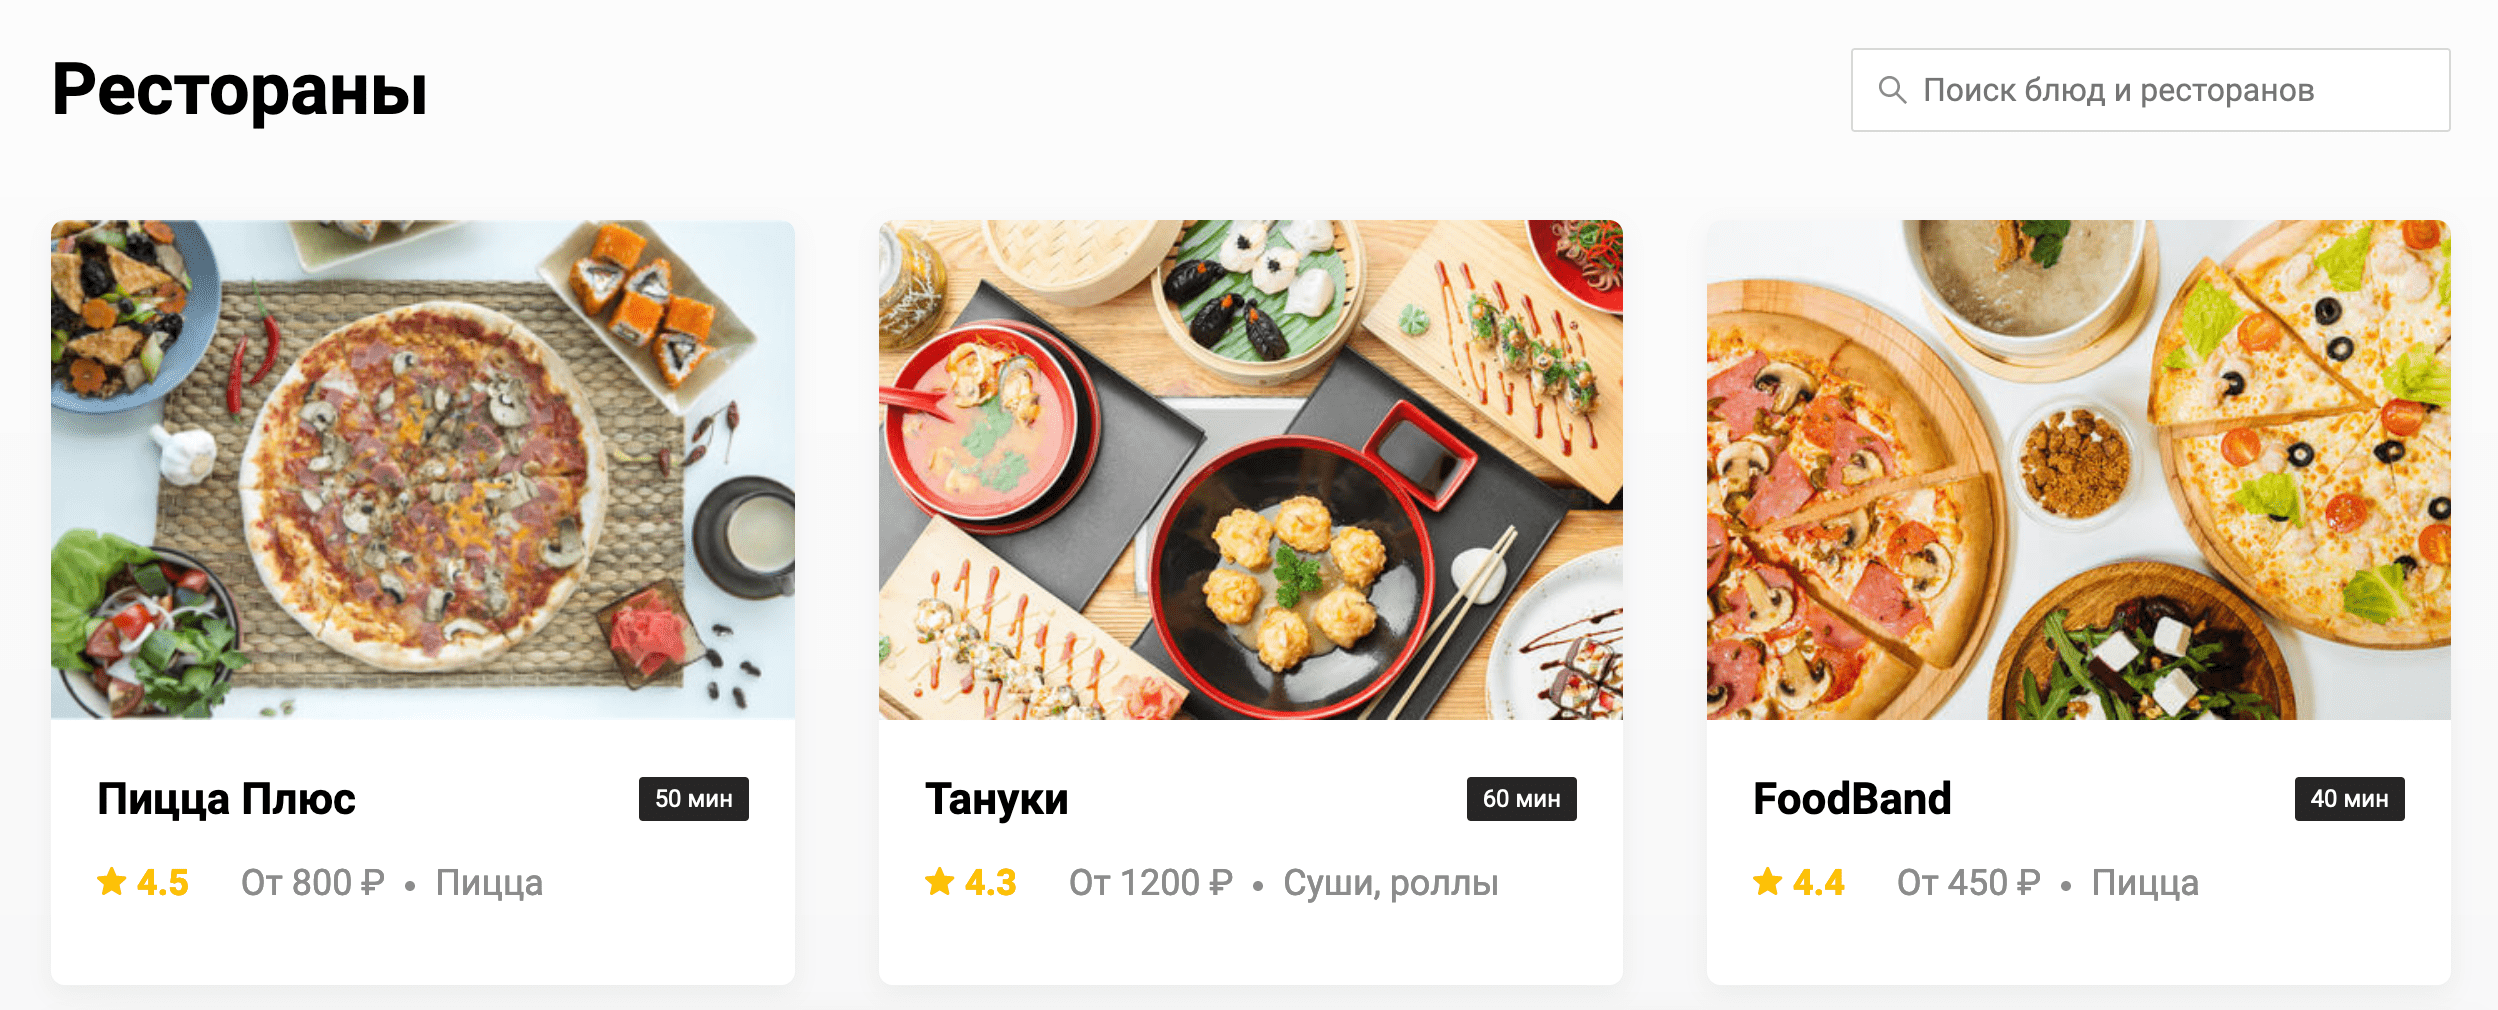 Рестораны
Поиск блюд и ресторанов
Пицца Плюс
50 мин
4.5 От 800 ₽ • Пицца
Тануки
60 мин
4.3 От 1200 ₽ • Суши, роллы
FoodBand
40 мин
4.4 От 450 ₽ • Пицца